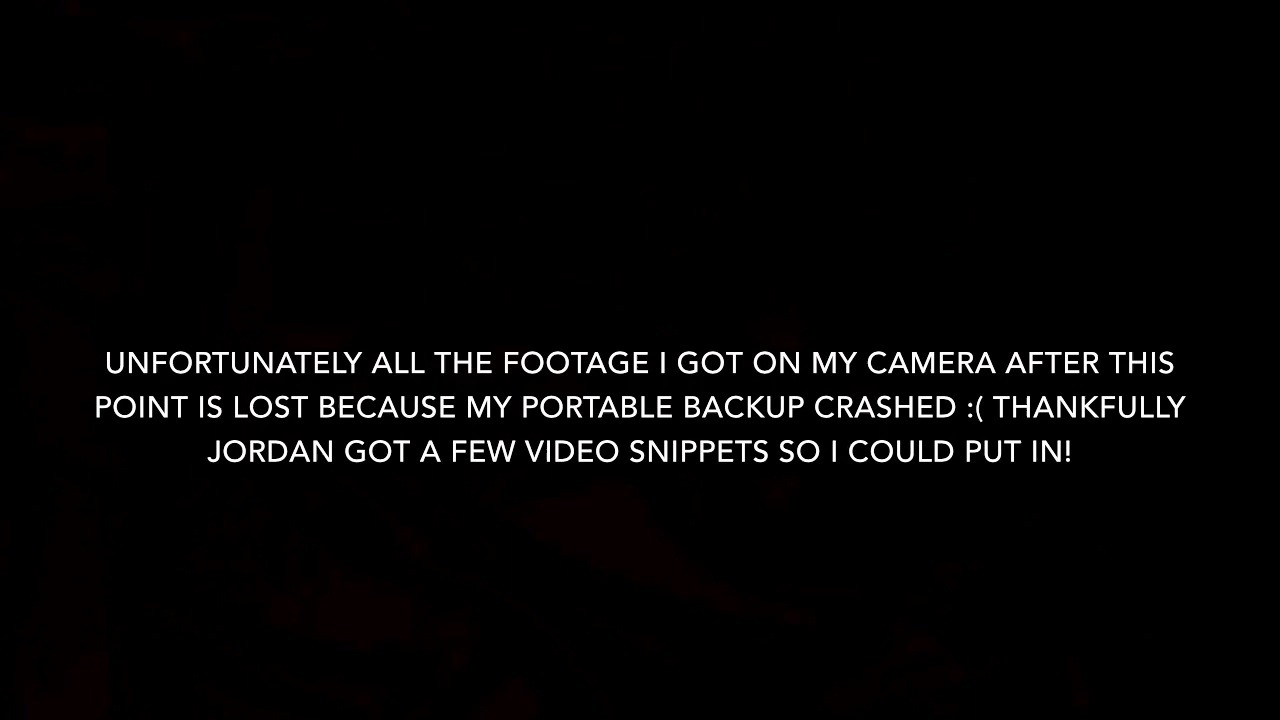 UNFORTUNATELY ALL THE FOOTAGE I GOT ON MY CAMERA AFTER THIS
POINT IS LOST BECAUSE MY PORTABLE BACKUP CRASHED :( THANKFULLY
JORDAN GOT A FEW VIDEO SNIPPETS SO I COULD PUT IN!